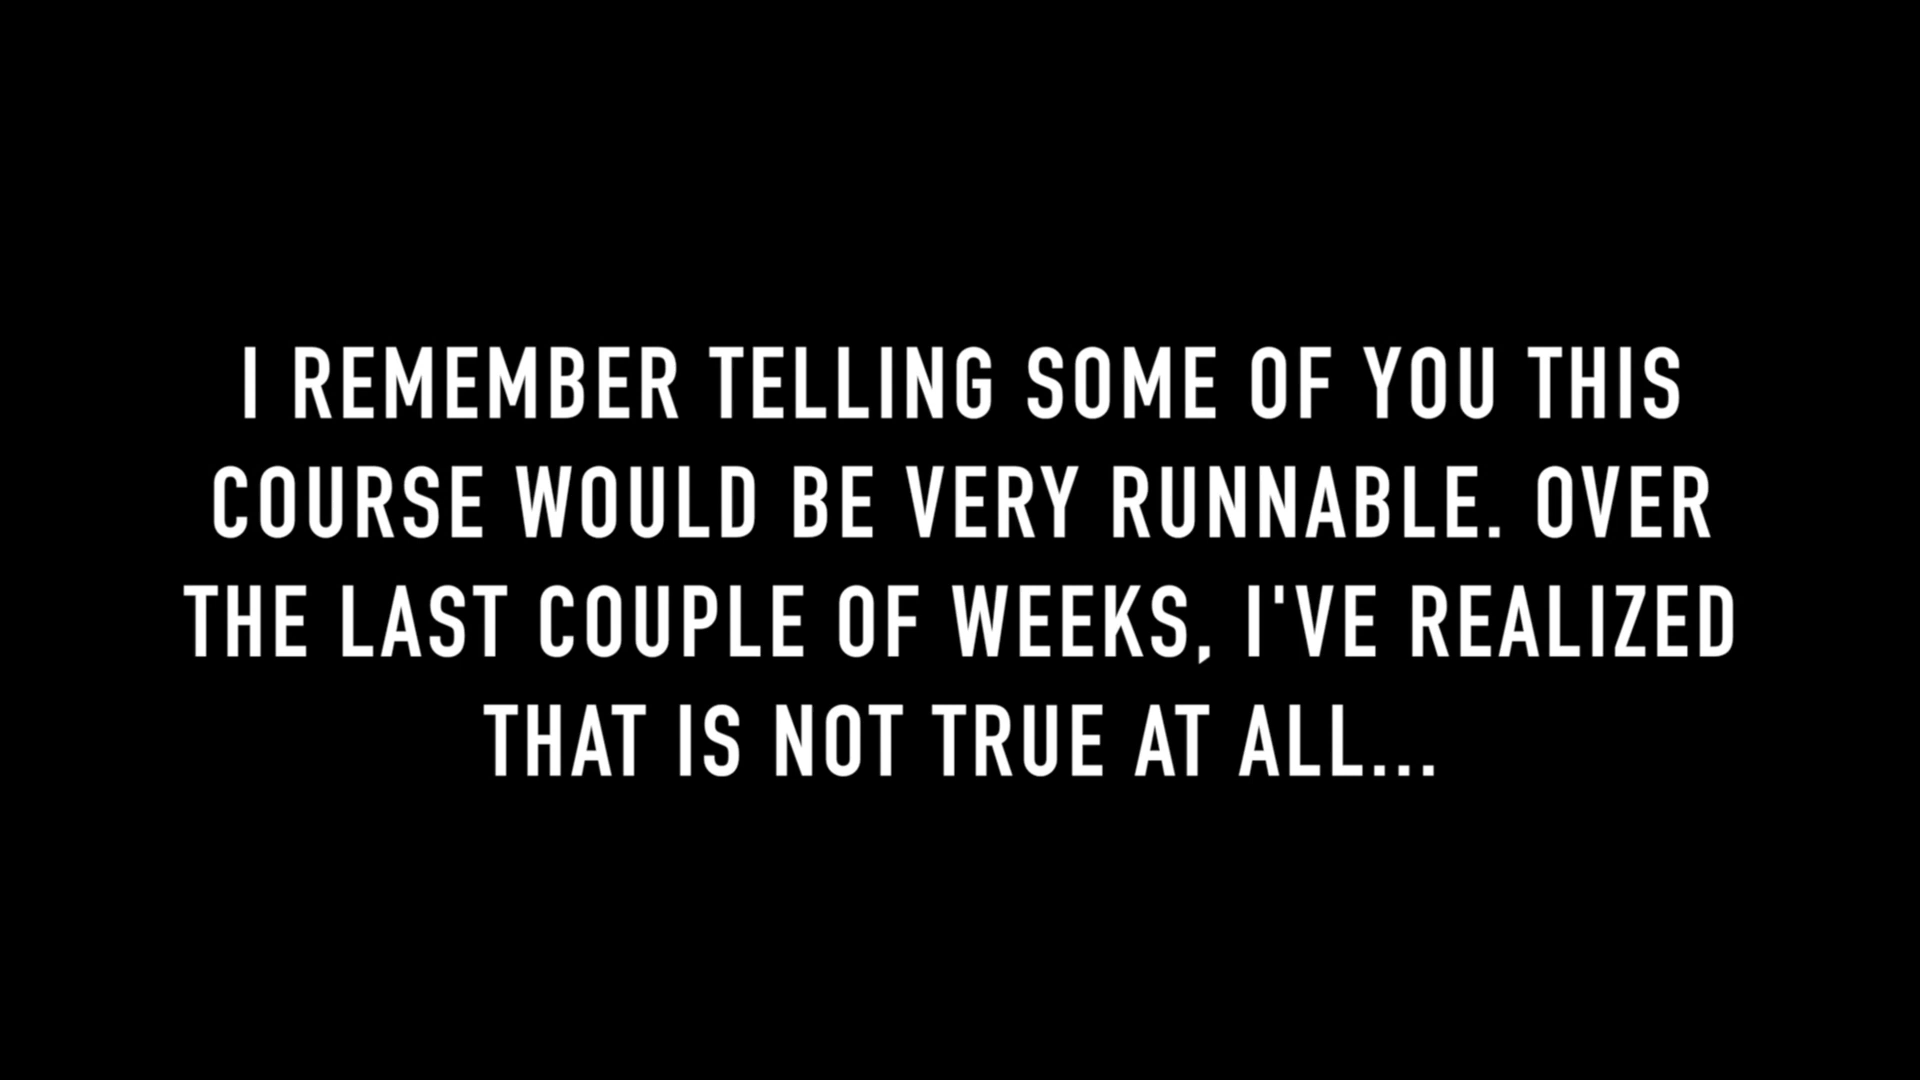 I REMEMBER TELLING SOME OF YOU THIS
COURSE WOULD BE VERY RUNNABLE. OVER
THE LAST COUPLE OF WEEKS, I'VE REALIZED
THAT IS NOT TRUE AT ALL...